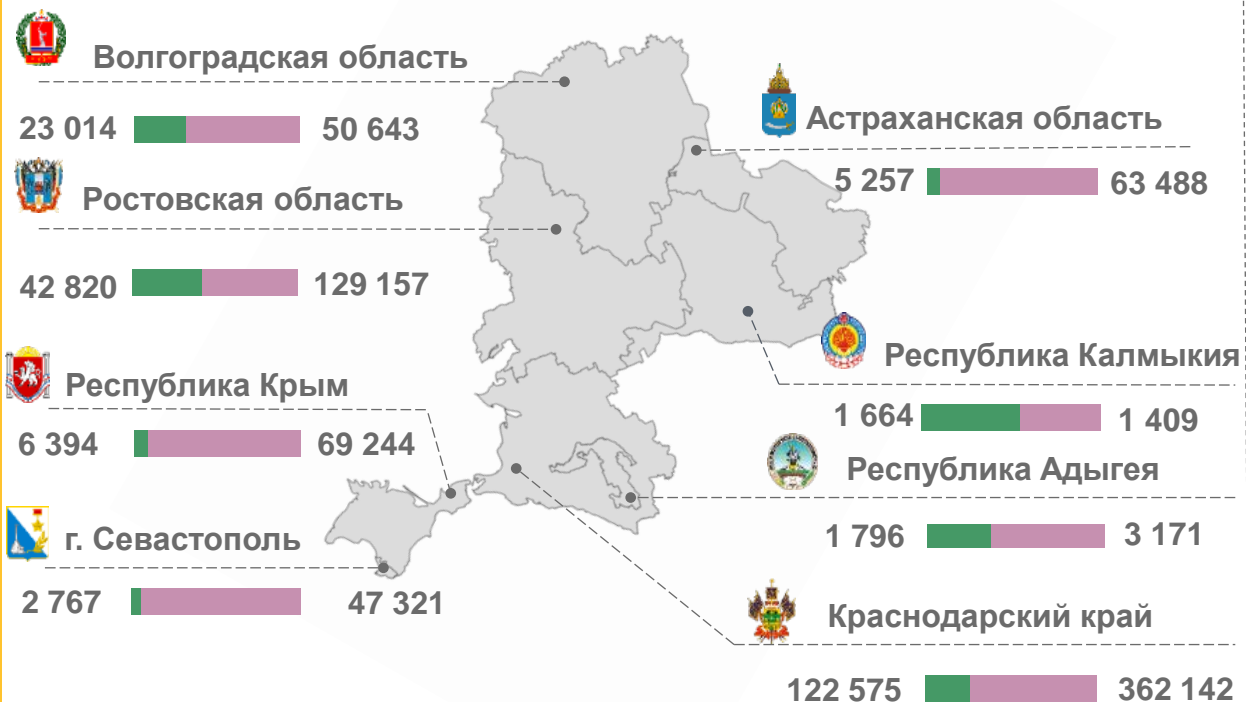 Волгоградская область
23 014
50 643
Ростовская область
42 820
129 157
Республика Крым
6 394
69 244
г. Севастополь
2 767
47 321
Астраханская область
5 257
63 488
Республика Калмыкия
1 664
1 409
Республика Адыгея
1 796
3 171
Краснодарский край
122 575
362 142